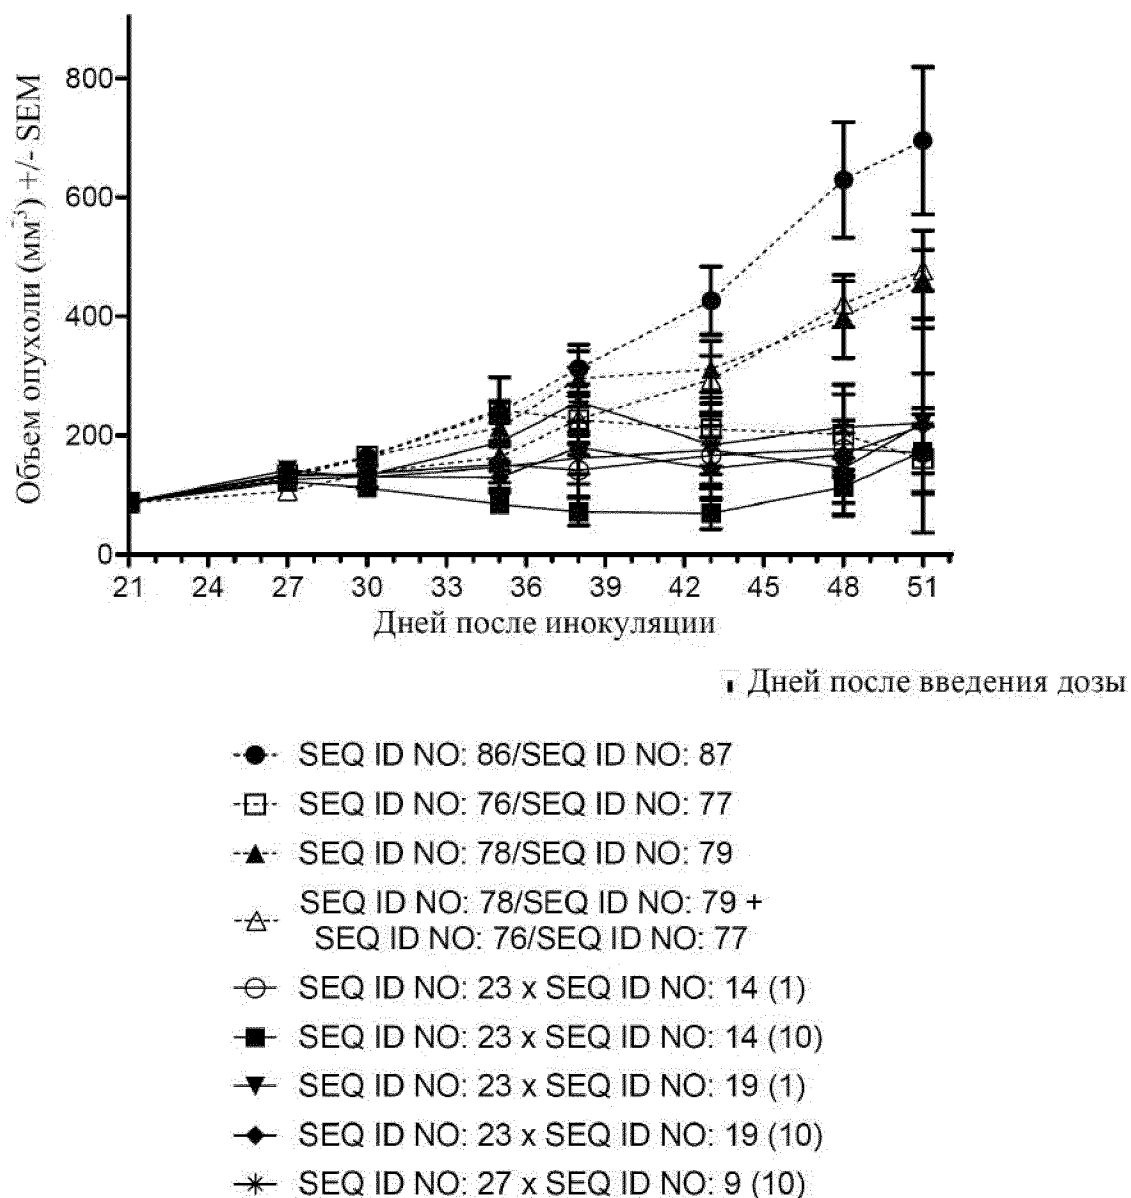 Объем опухоли (мм³) +/- SEM
800
600
400
200
0
21 24 27 30 33 36 39 42 45 48 51
Дней после инокуляции
Дней после введения дозы
SEQ ID NO: 86/SEQ ID NO: 87
SEQ ID NO: 76/SEQ ID NO: 77
SEQ ID NO: 78/SEQ ID NO: 79
SEQ ID NO: 78/SEQ ID NO: 79 +
SEQ ID NO: 76/SEQ ID NO: 77
SEQ ID NO: 23 x SEQ ID NO: 14 (1)
SEQ ID NO: 23 x SEQ ID NO: 14 (10)
SEQ ID NO: 23 x SEQ ID NO: 19 (1)
SEQ ID NO: 23 x SEQ ID NO: 19 (10)
SEQ ID NO: 27 x SEQ ID NO: 9 (10)